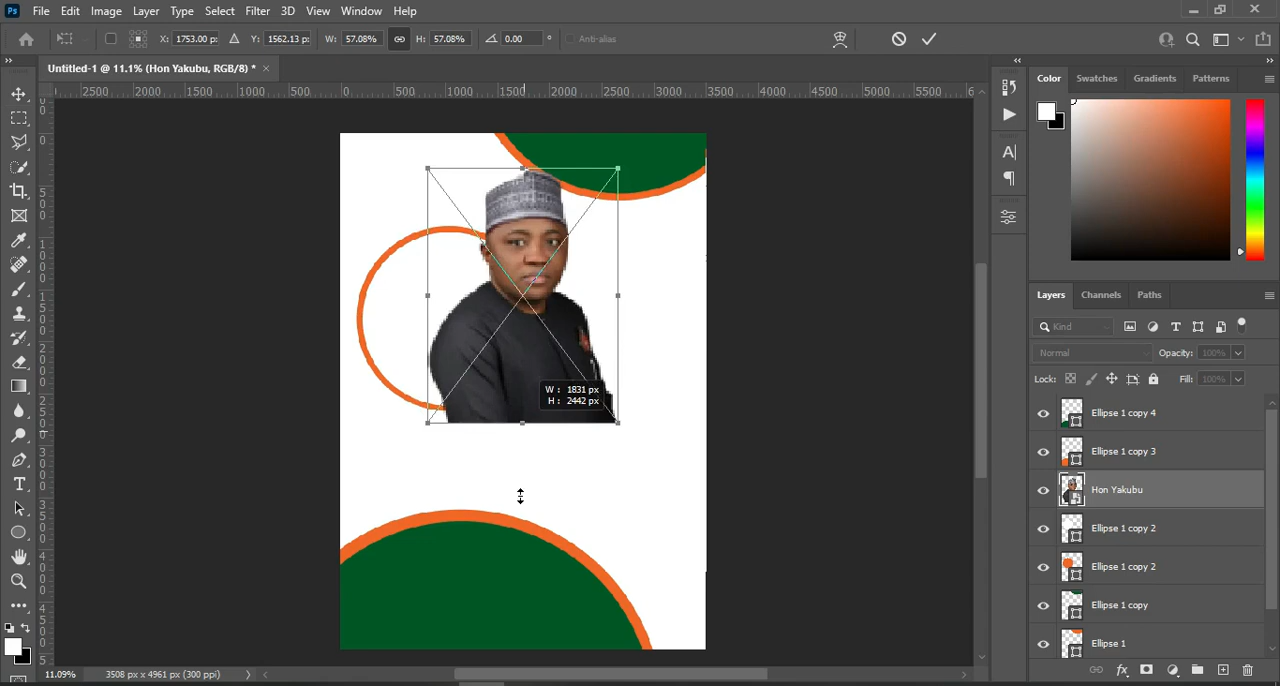 Ps File Edit Image Layer Type Select Filter 3D View Window Help
X: 1753.00 p: Y: 1562.13 p: W: 57.08% H: 57.08% 0.00 ° Anti-alias
Untitled-1 @ 11.1% (Hon Yakubu, RGB/8) * ×
2500 2000 1500 1000 500 0 500 1000 1500 2000 2500 3000 3500 4000 4500 5000 5500 6
Color Swatches Gradients Patterns
W : 1831 px
H : 2442 px
Layers Channels Paths
Kind
Normal Opacity: 100%
Lock: Fill: 100%
Ellipse 1 copy 4
Ellipse 1 copy 3
Hon Yakubu
Ellipse 1 copy 2
Ellipse 1 copy 2
Ellipse 1 copy
Ellipse 1
11.09% 3508 px x 4961 px (300 ppi)